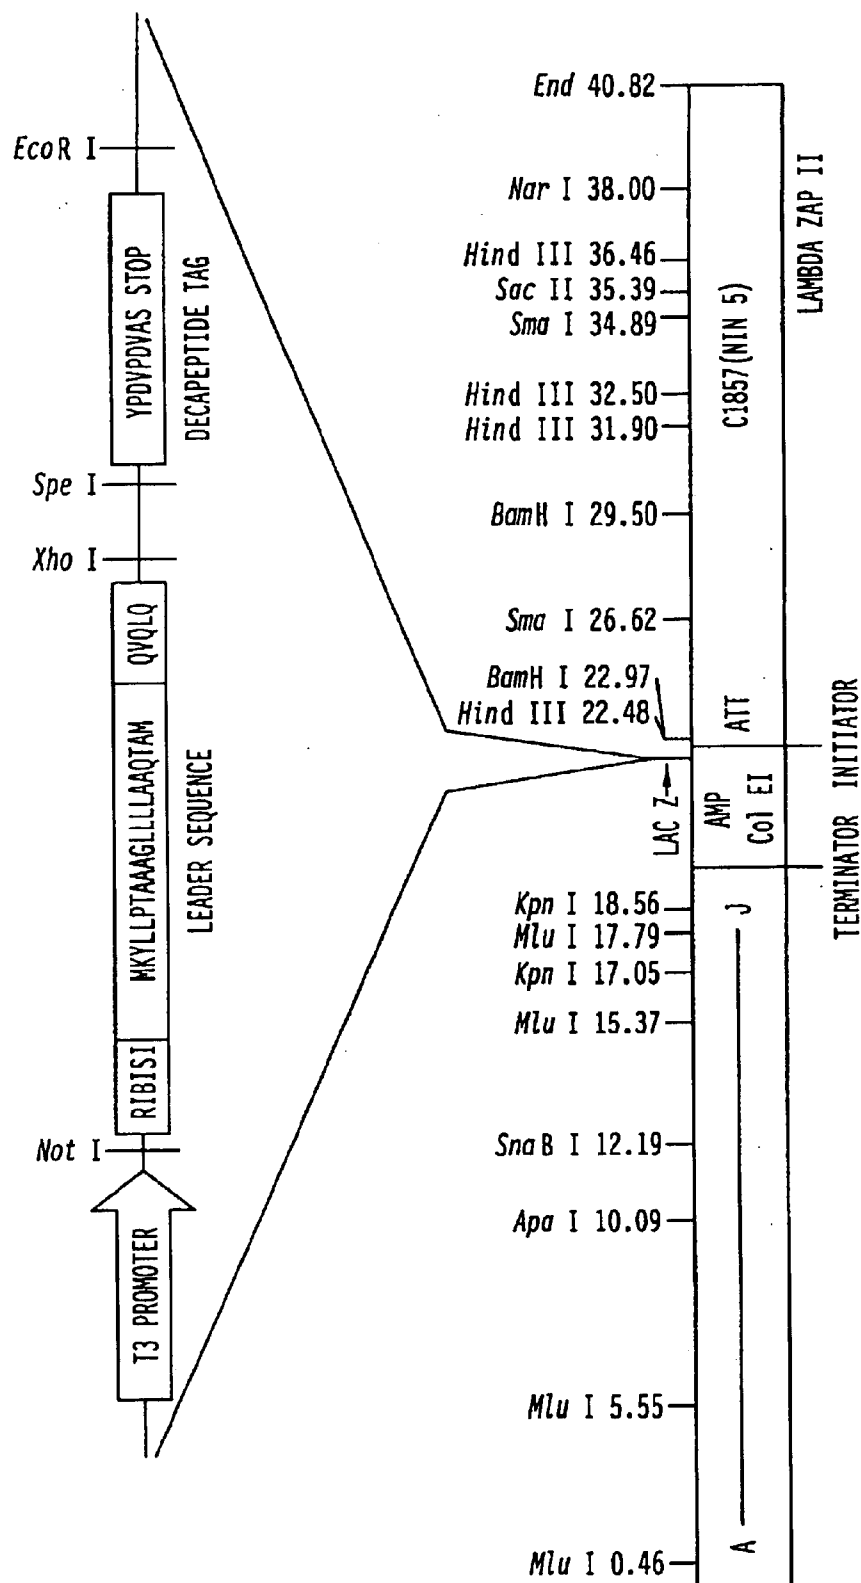 EcoR I
YPDVPDVAS STOP
DECAPEPTIDE TAG
Spe I
Xho I
QVQLQ
MKYLLPTAAAGLLLLAAQTAM
LEADER SEQUENCE
RIBISI
Not I
T3 PROMOTER
End 40.82
Nar I 38.00
Hind III 36.46
Sac II 35.39
Sma I 34.89
Hind III 32.50
Hind III 31.90
BamH I 29.50
Sma I 26.62
BamH I 22.97
Hind III 22.48
LAC Z
Kpn I 18.56
Mlu I 17.79
Kpn I 17.05
Mlu I 15.37
SnaB I 12.19
Apa I 10.09
Mlu I 5.55
Mlu I 0.46
C1857(NIN 5)
ATT
AMP
Col EI
J
A
LAMBDA ZAP II
INITIATOR
TERMINATOR